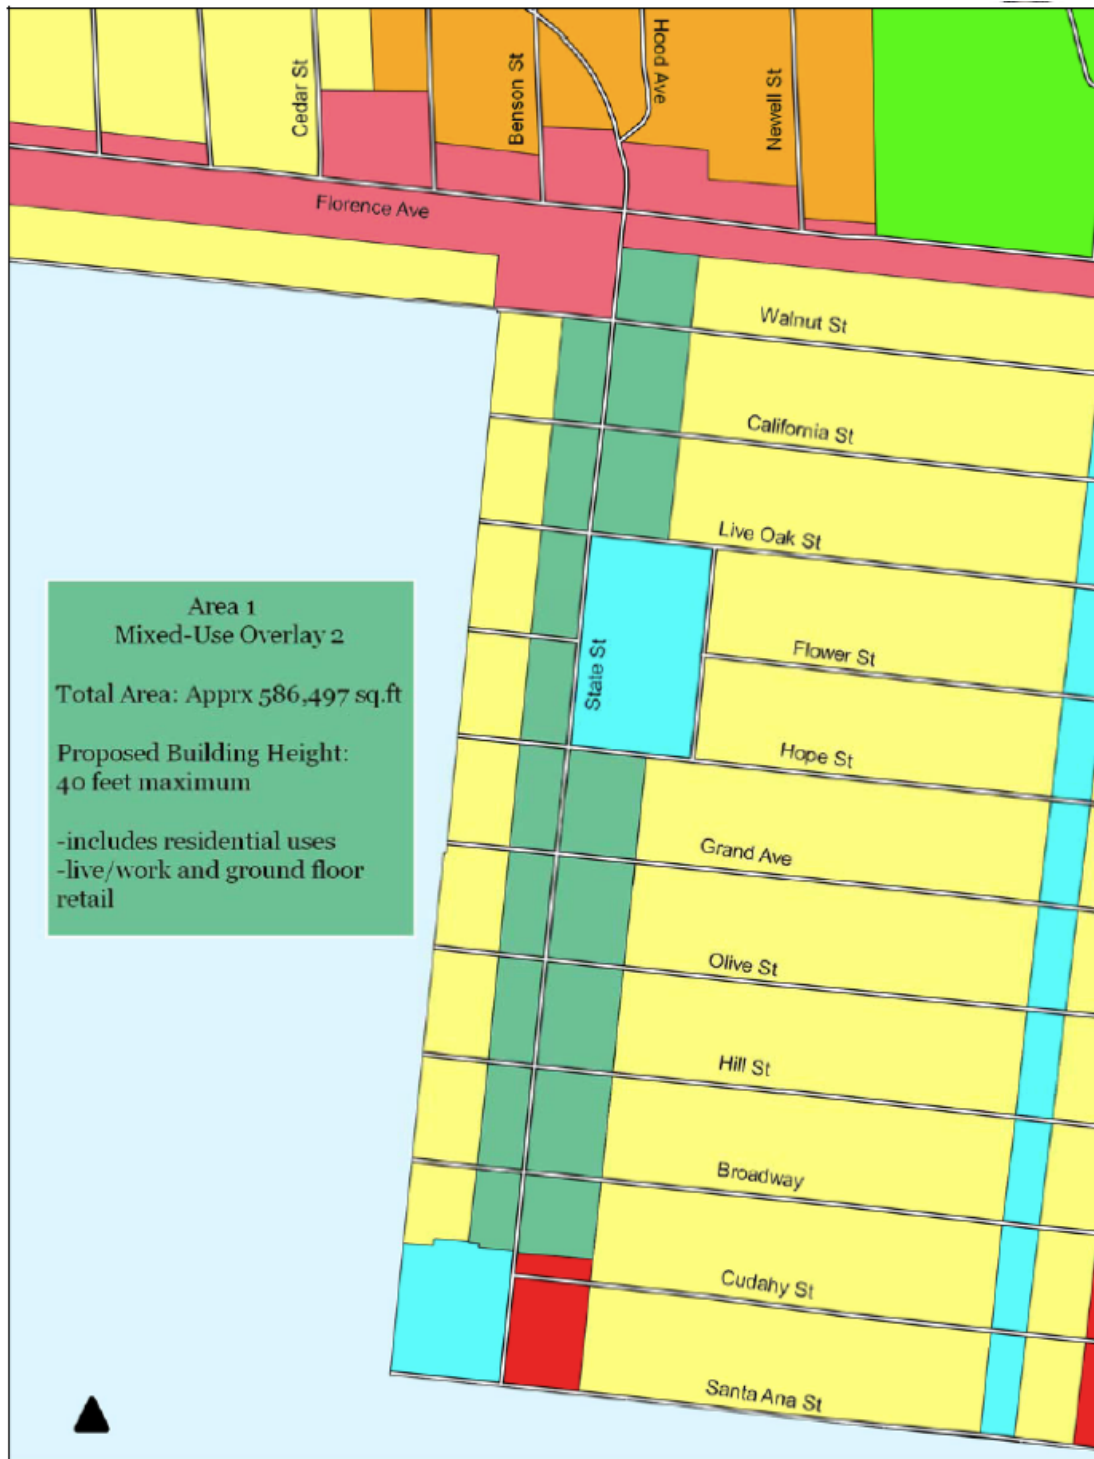 Cedar St
Benson St
Hood Ave
Newell St
Florence Ave
Walnut St
California St
Live Oak St
Flower St
State St
Hope St
Grand Ave
Olive St
Hill St
Broadway
Cudahy St
Santa Ana St
Area 1
Mixed-Use Overlay 2
Total Area: Apprx 586,497 sq.ft
Proposed Building Height:
40 feet maximum
-includes residential uses
-live/work and ground floor
retail